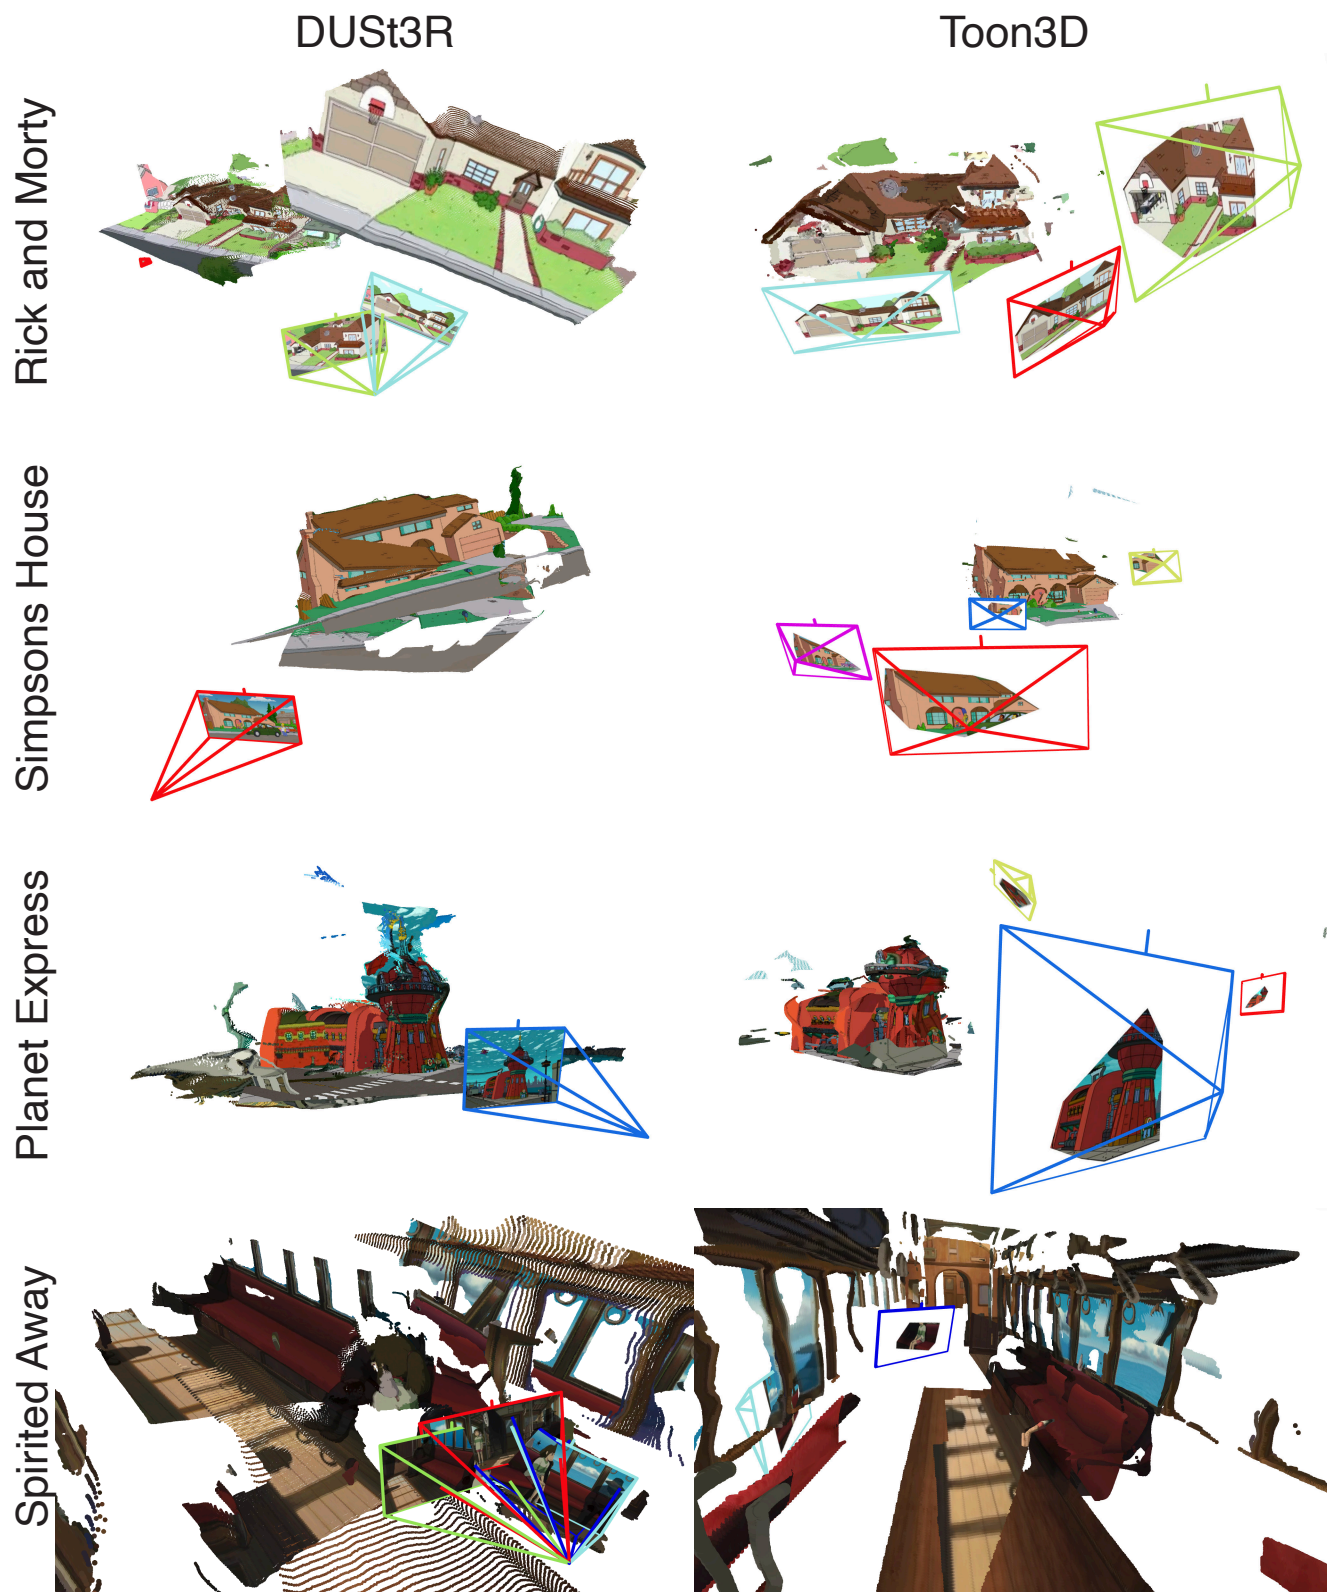 DUSt3R
Toon3D
Rick and Morty
Simpsons House
Planet Express
Spirited Away